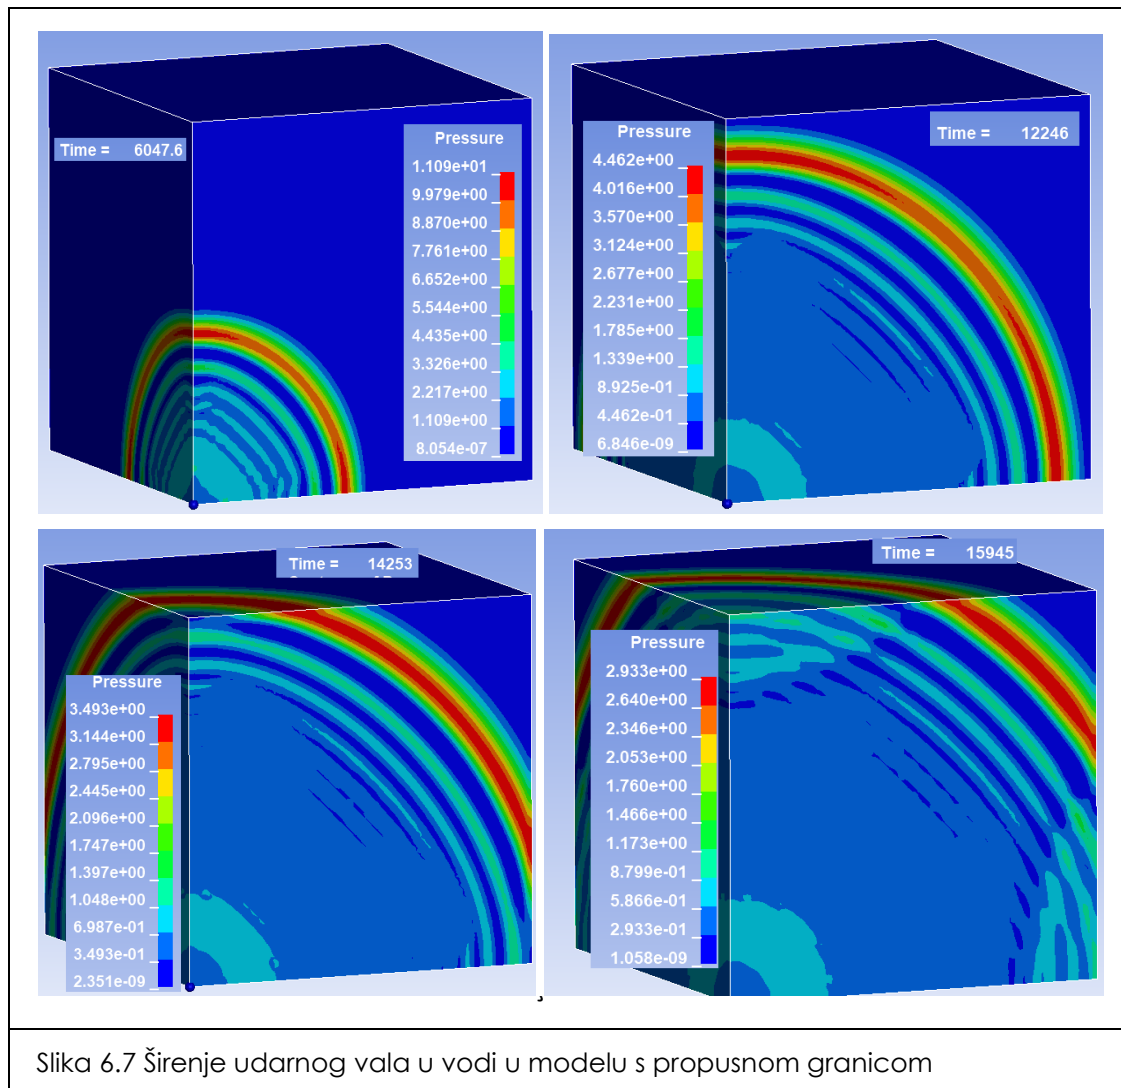 Time = 6047.6
Pressure
1.109e+01
9.979e+00
8.870e+00
7.761e+00
6.652e+00
5.544e+00
4.435e+00
3.326e+00
2.217e+00
1.109e+00
8.054e-07
Pressure
4.462e+00
4.016e+00
3.570e+00
3.124e+00
2.677e+00
2.231e+00
1.785e+00
1.339e+00
8.925e-01
4.462e-01
6.846e-09
Time = 12246
Time = 14253
Pressure
3.493e+00
3.144e+00
2.795e+00
2.445e+00
2.096e+00
1.747e+00
1.397e+00
1.048e+00
6.987e-01
3.493e-01
2.351e-09
Time = 15945
Pressure
2.933e+00
2.640e+00
2.346e+00
2.053e+00
1.760e+00
1.466e+00
1.173e+00
8.799e-01
5.866e-01
2.933e-01
1.058e-09
Slika 6.7 Širenje udarnog vala u vodi u modelu s propusnom granicom